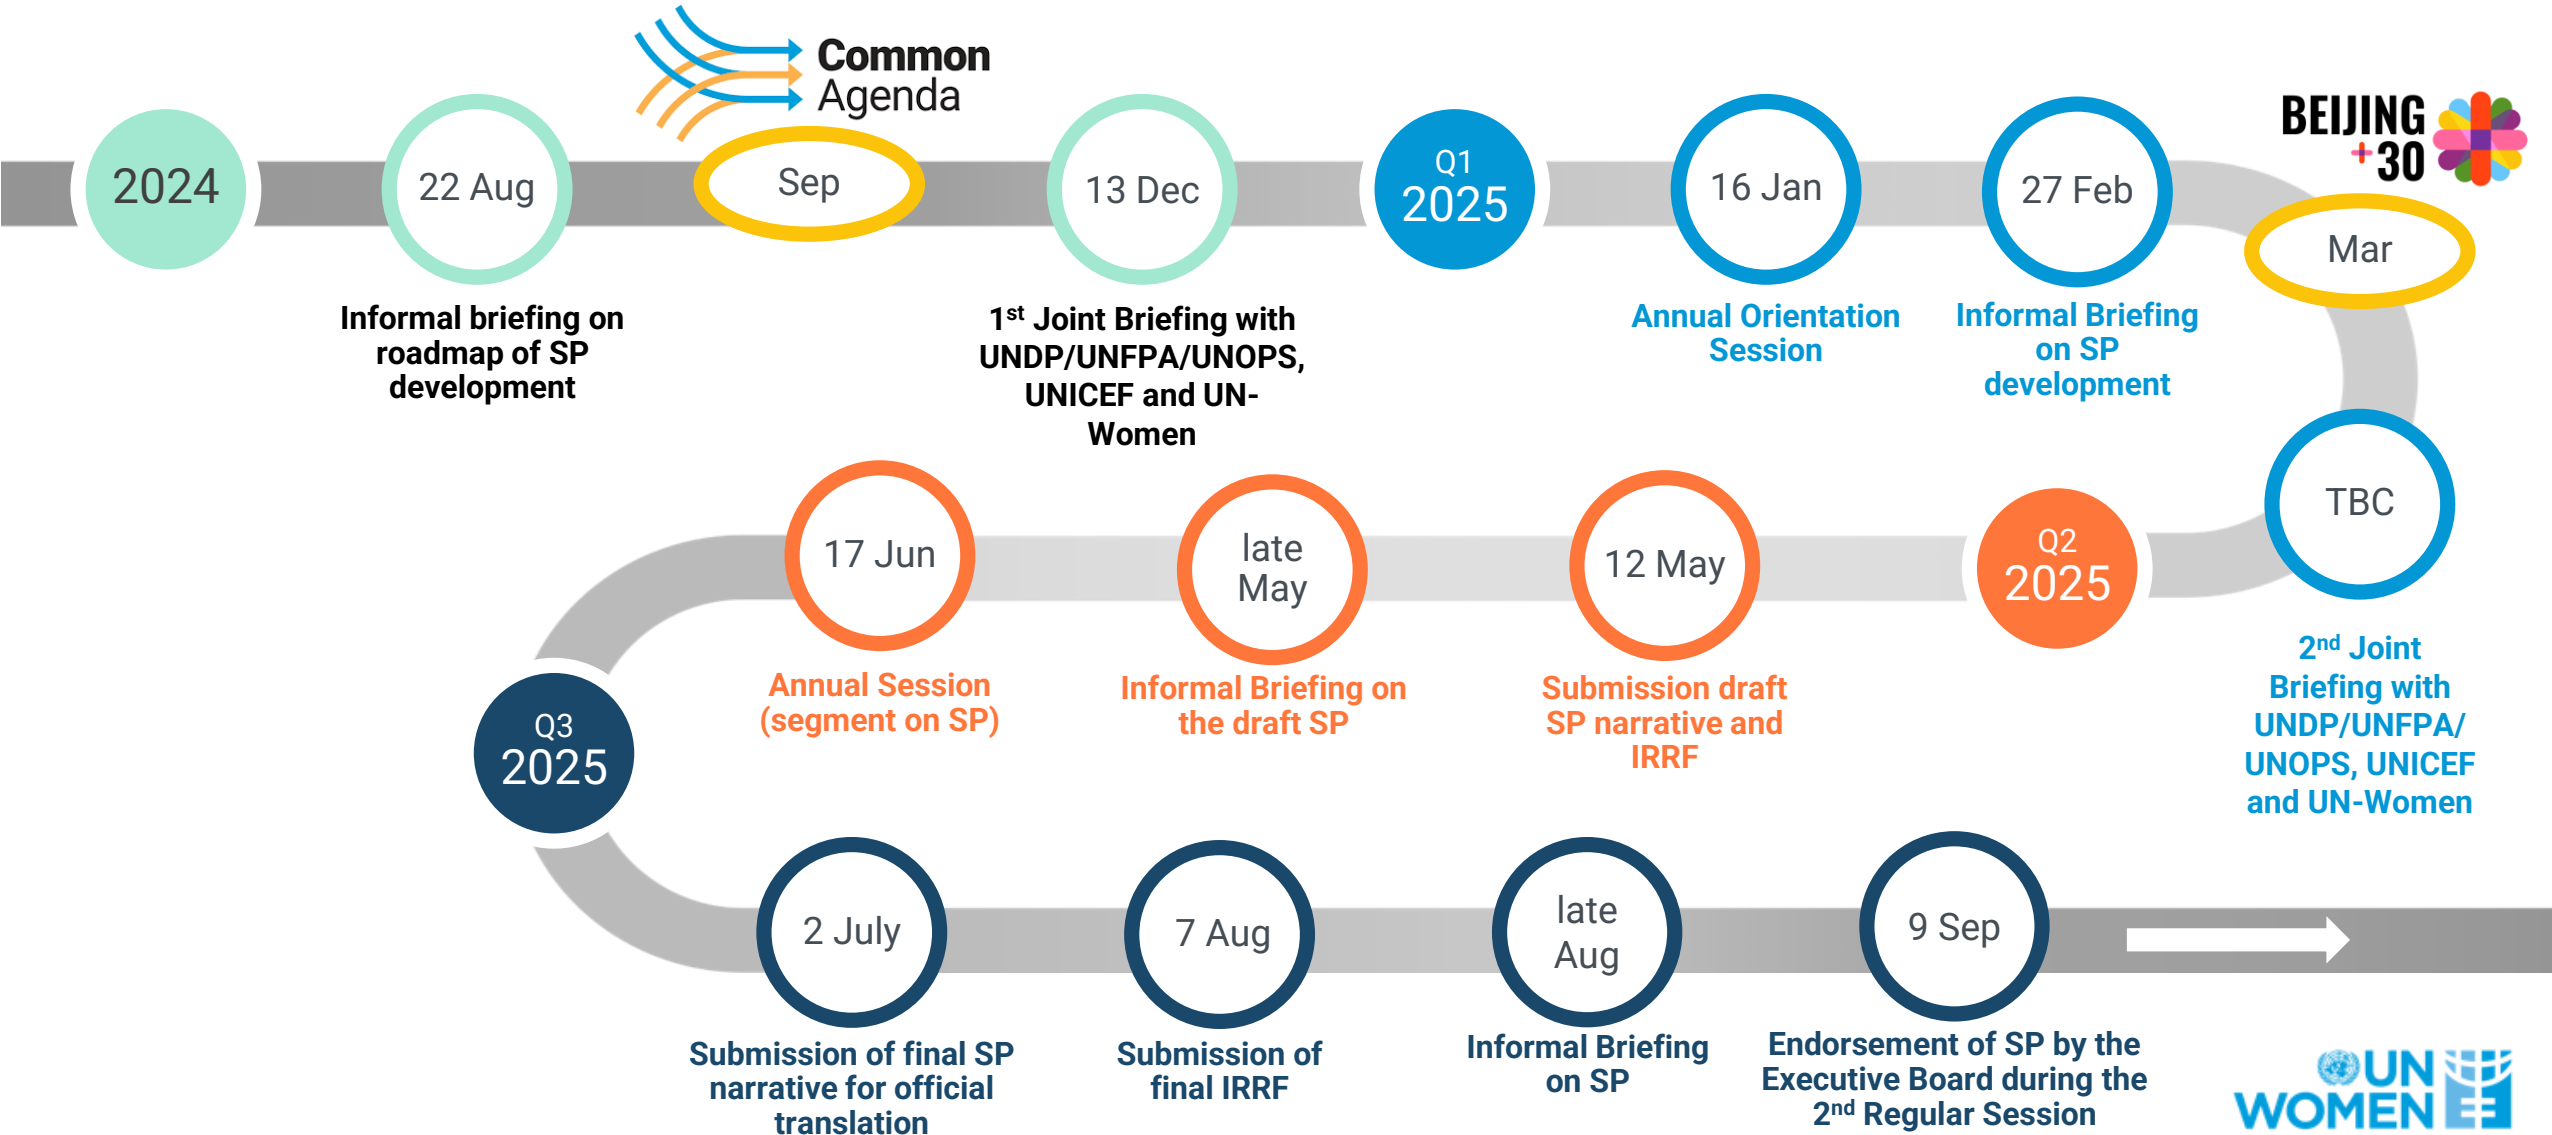 Common
Agenda
2024
22 Aug
Informal briefing on
roadmap of SP
development
Sep
13 Dec
1st Joint Briefing with
UNDP/UNFPA/UNOPS,
UNICEF and UN-
Women
Q1
2025
16 Jan
Annual Orientation
Session
27 Feb
Informal Briefing
on SP
development
BEIJING
+30
Mar
TBC
2nd Joint
Briefing with
UNDP/UNFPA/
UNOPS, UNICEF
and UN-Women
Q2
2025
12 May
Submission draft
SP narrative and
IRRF
late
May
Informal Briefing on
the draft SP
17 Jun
Annual Session
(segment on SP)
Q3
2025
2 July
Submission of final SP
narrative for official
translation
7 Aug
Submission of
final IRRF
late
Aug
Informal Briefing
on SP
9 Sep
Endorsement of SP by the
Executive Board during the
2nd Regular Session
UN
WOMEN